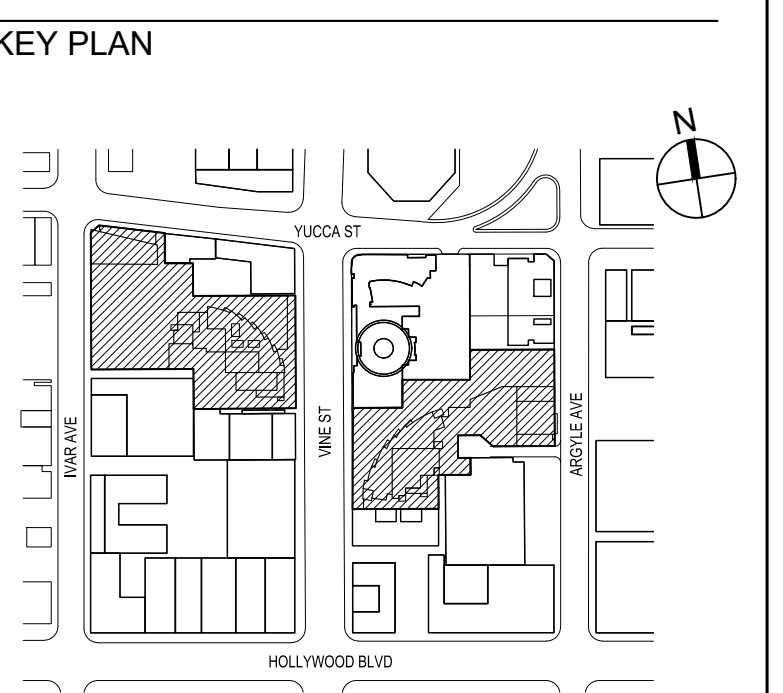 KEY PLAN
N
YUCCA ST
IVAR AVE
VINE ST
ARGYLE AVE
HOLLYWOOD BLVD